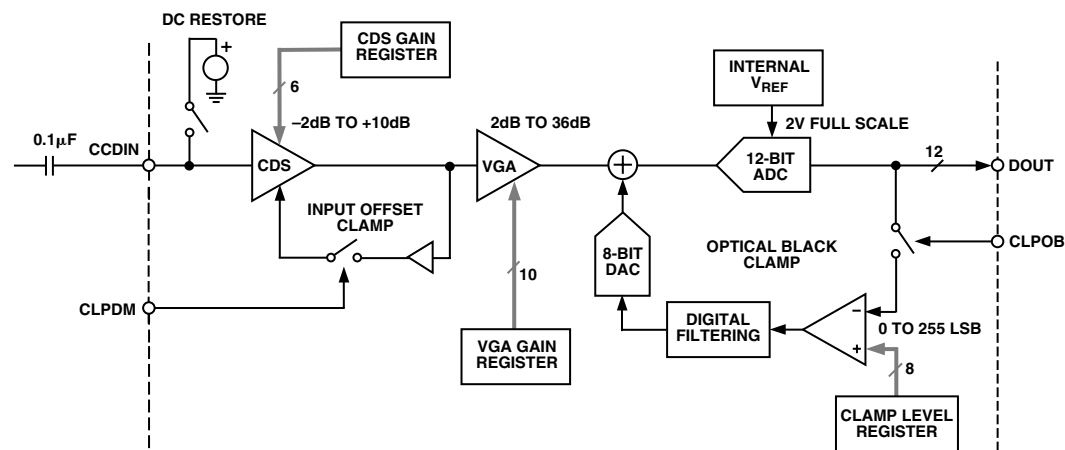 DC RESTORE
+
CDS GAIN
REGISTER
6
–2dB TO +10dB
INTERNAL
VREF
2dB TO 36dB
2V FULL SCALE
0.1μF
CCDIN
CDS
VGA
+
12-BIT
ADC
12
DOUT
INPUT OFFSET
CLAMP
8-BIT
DAC
OPTICAL BLACK
CLAMP
CLPOB
10
CLPDM
DIGITAL
FILTERING
–
+
0 TO 255 LSB
VGA GAIN
REGISTER
8
CLAMP LEVEL
REGISTER